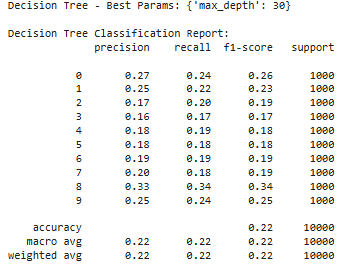 Decision Tree - Best Params: {'max_depth': 30}
Decision Tree Classification Report:
precision recall f1-score support
0 0.27 0.24 0.26 1000
1 0.25 0.22 0.23 1000
2 0.17 0.20 0.19 1000
3 0.16 0.17 0.17 1000
4 0.18 0.19 0.18 1000
5 0.18 0.18 0.18 1000
6 0.19 0.19 0.19 1000
7 0.20 0.18 0.19 1000
8 0.33 0.34 0.34 1000
9 0.25 0.24 0.25 1000
accuracy 0.22 10000
macro avg 0.22 0.22 0.22 10000
weighted avg 0.22 0.22 0.22 10000